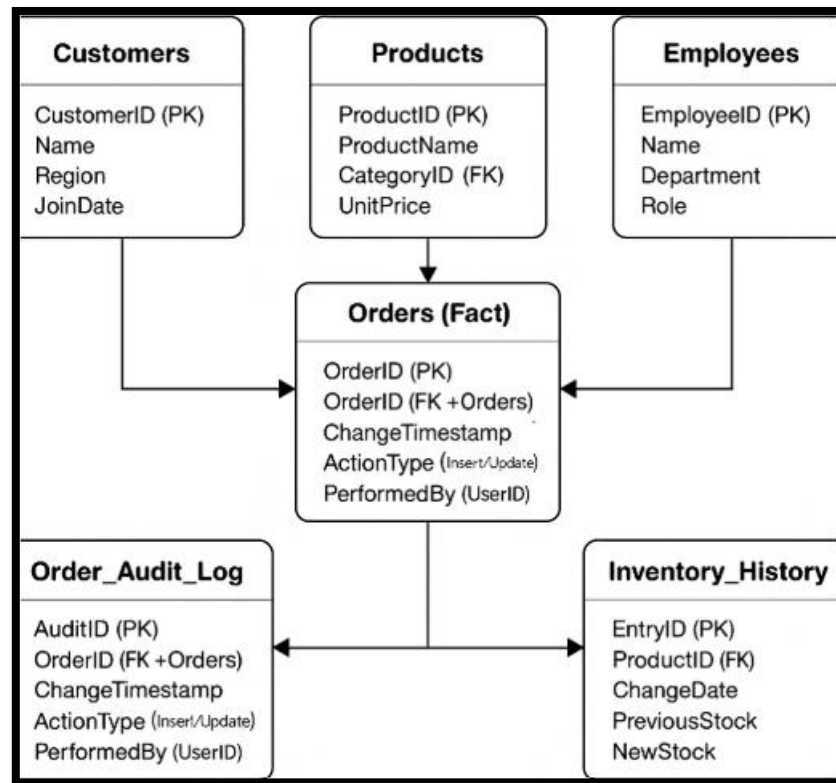 Customers
CustomerID (PK)
Name
Region
JoinDate
Products
ProductID (PK)
ProductName
CategoryID (FK)
UnitPrice
Employees
EmployeeID (PK)
Name
Department
Role
Orders (Fact)
OrderID (PK)
OrderID (FK +Orders)
ChangeTimestamp
ActionType (Insert/Update)
PerformedBy (UserID)
Order_Audit_Log
AuditID (PK)
OrderID (FK +Orders)
ChangeTimestamp
ActionType (Insert/Update)
PerformedBy (UserID)
Inventory_History
EntryID (PK)
ProductID (FK)
ChangeDate
PreviousStock
NewStock